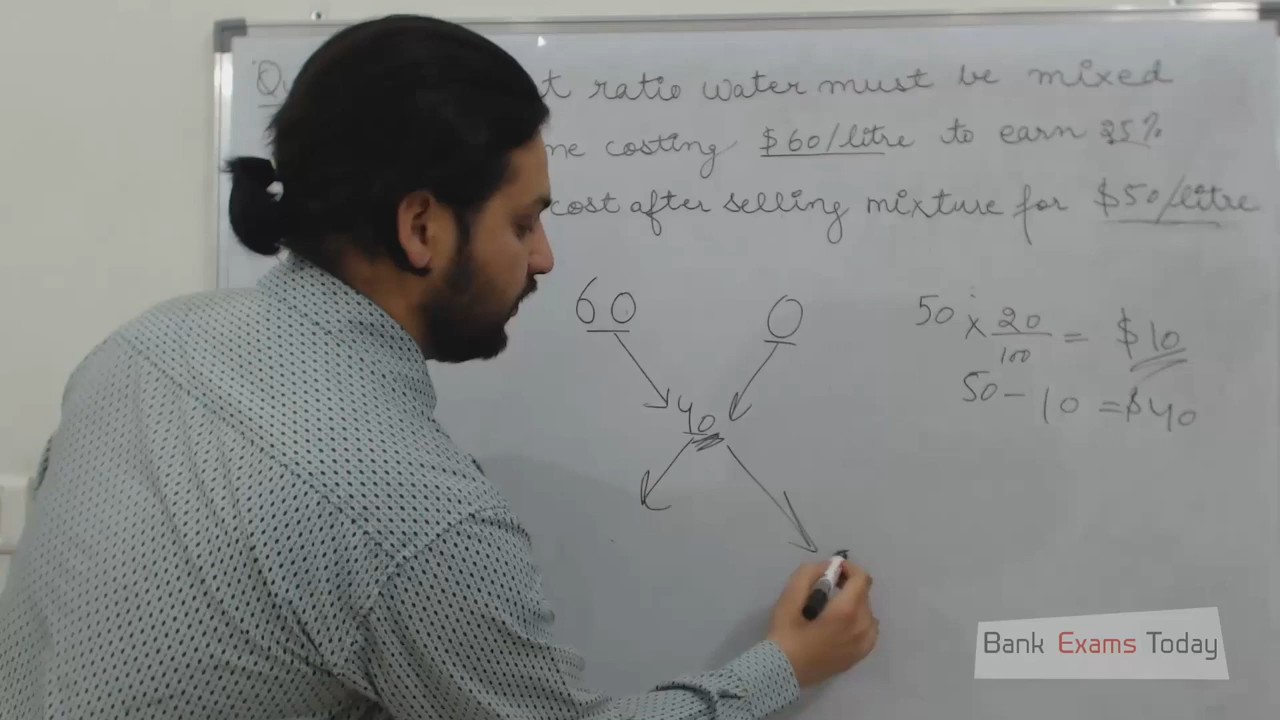 t ratio water must be mixed
ne costing $60/litre to earn 25%
cost after selling mixture for $50/litre
60 0
40
50 × 20/100 = $10
50 - 10 = $40
Bank Exams Today